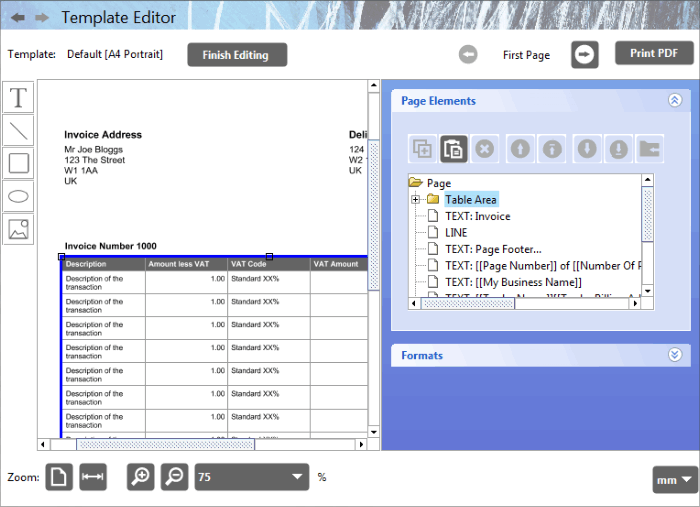 Template Editor
Template: Default [A4 Portrait] Finish Editing First Page Print PDF
T
Page Elements
Invoice Address Deli
Mr Joe Bloggs 124
123 The Street W2
W1 1AA UK
UK
Invoice Number 1000
Description Amount less VAT VAT Code VAT Amount
Description of the transaction 1.00 Standard XX%
Description of the transaction 1.00 Standard XX%
Description of the transaction 1.00 Standard XX%
Description of the transaction 1.00 Standard XX%
Description of the transaction 1.00 Standard XX%
Description of the transaction 1.00 Standard XX%
Description of the transaction 1.00 Standard XX%
Page
Table Area
TEXT: Invoice
LINE
TEXT: Page Footer...
TEXT: [[Page Number]] of [[Number Of P
TEXT: [[My Business Name]]
Formats
Zoom: 75 %
mm